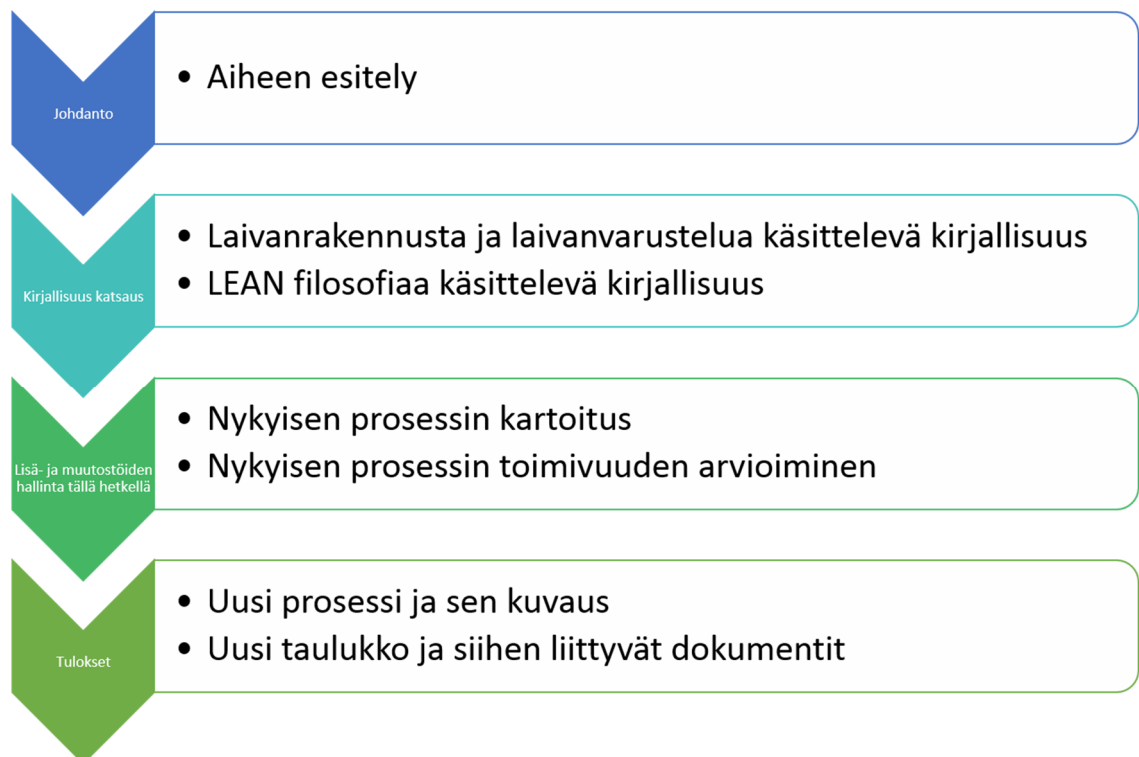 Johdanto
• Aiheen esitely
Kirjallisuus katsaus
• Laivanrakennusta ja laivanvarustelua käsittelevä kirjallisuus
• LEAN filosofiaa käsittelevä kirjallisuus
Lisä- ja muutostöiden
hallinta tällä hetkellä
• Nykyisen prosessin kartoitus
• Nykyisen prosessin toimivuuden arvioiminen
Tulokset
• Uusi prosessi ja sen kuvaus
• Uusi taulukko ja siihen liittyvät dokumentit